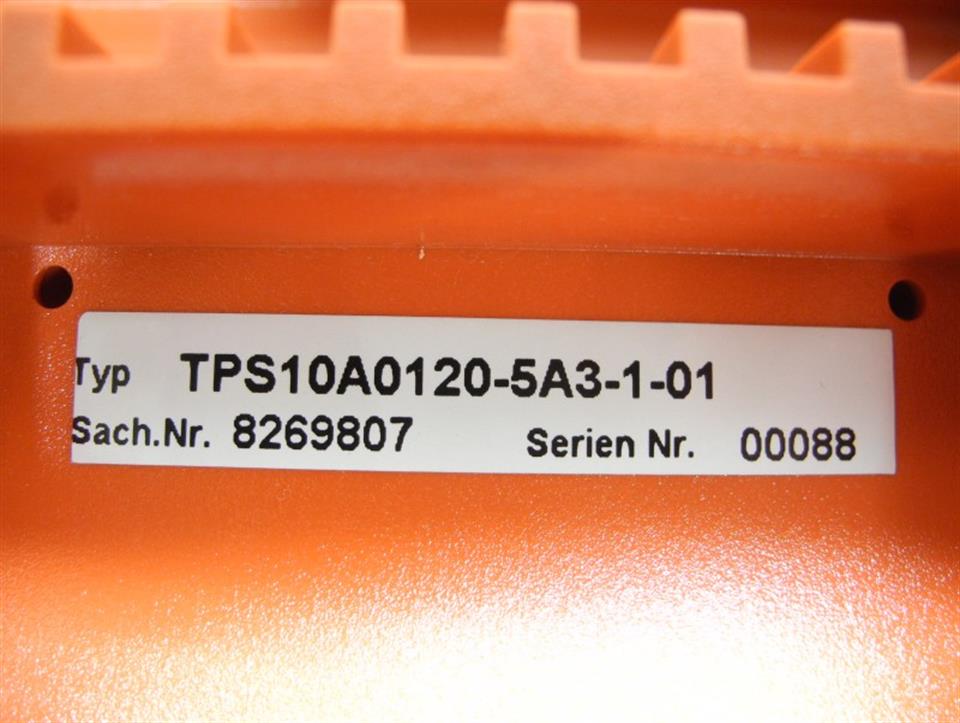 Typ TPS10A0120-5A3-1-01
Sach.Nr. 8269807 Serien Nr. 00088